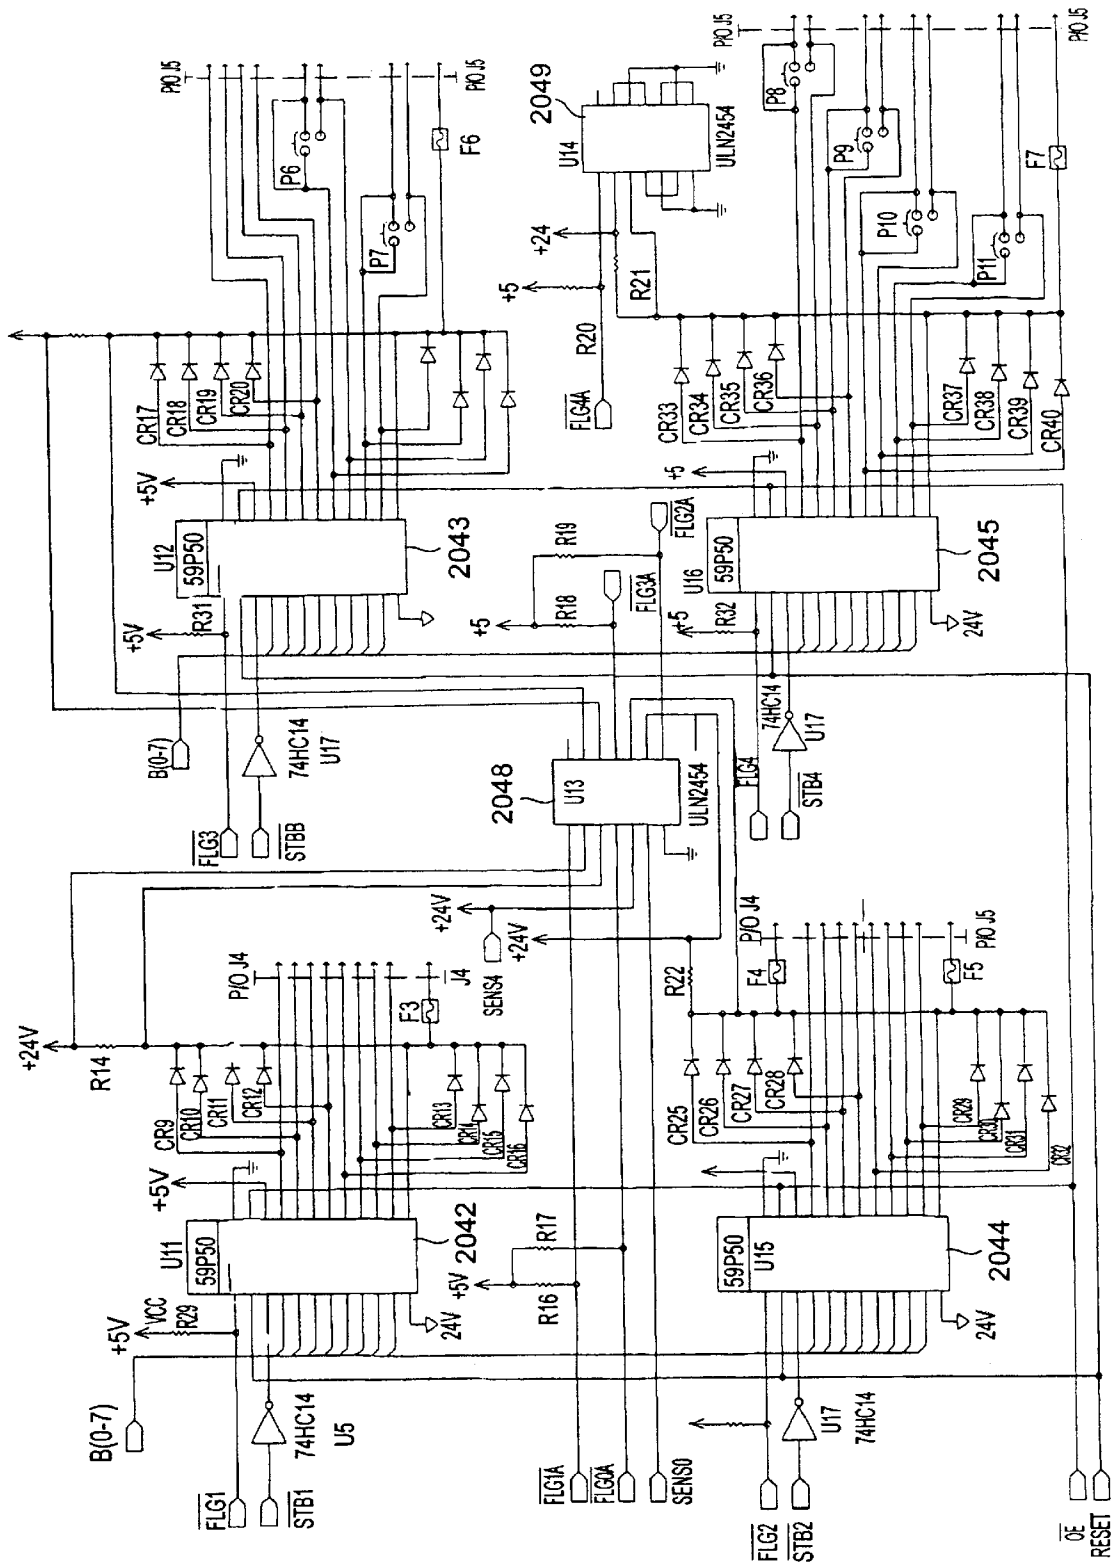 B(0-7)
+5V
VCC
R29
FLG1
STB1
74HC14
U5
U11
59P50
2042
24V
+5V
+24V
R14
CR9
CR10
CR11
CR12
CR13
CR14
CR15
CR16
F3
P/O J4
J4
B(0-7)
FLG3
STBB
74HC14
U17
+5V
R31
U12
59P50
2043
+5V
CR17
CR18
CR19
CR20
P6
P7
F6
P/O J5
P/O J5
FLG1A
FLG0A
SENS0
+5V
R16
R17
+24V
SENS4
+24V
2048
U13
ULN2454
+5
R18
R19
FLG3A
FLG2A
FLG4A
R20
+5
+24
R21
U14
2049
ULN2454
FLG2
STB2
U17
74HC14
59P50
U15
2044
24V
R22
CR25
CR26
CR27
CR28
CR29
CR30
CR31
CR32
F4
F5
P/O J4
P/O J5
FLG4
STB4
74HC14
U17
+5
R32
U16
59P50
2045
24V
+5
CR33
CR34
CR35
CR36
CR37
CR38
CR39
CR40
P8
P9
P10
P11
F7
P/O J5
P/O J5
OE
RESET